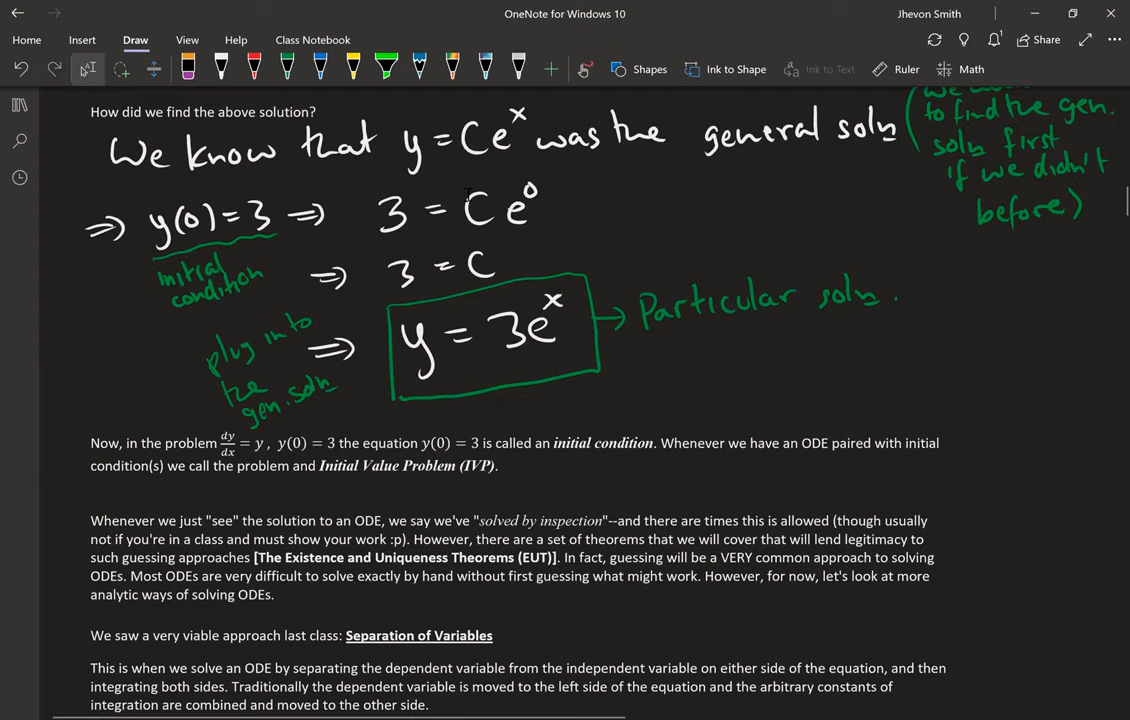 OneNote for Windows 10
Jhevon Smith
Home Insert Draw View Help Class Notebook
Share
Shapes Ink to Shape Ink to Text Ruler Math
to find the gen.
soln first
if we didn't
before)
How did we find the above solution?
We know that y = Ce^x was the general soln
⇒ y(0) = 3 ⇒ 3 = C e^0
initial
condition
⇒ 3 = C
plug into
the
gen. soln
⇒ y = 3e^x → Particular soln.
Now, in the problem dy/dx = y , y(0) = 3 the equation y(0) = 3 is called an initial condition. Whenever we have an ODE paired with initial
condition(s) we call the problem and Initial Value Problem (IVP).
Whenever we just "see" the solution to an ODE, we say we've "solved by inspection"--and there are times this is allowed (though usually
not if you're in a class and must show your work :p). However, there are a set of theorems that we will cover that will lend legitimacy to
such guessing approaches [The Existence and Uniqueness Theorems (EUT)]. In fact, guessing will be a VERY common approach to solving
ODEs. Most ODEs are very difficult to solve exactly by hand without first guessing what might work. However, for now, let's look at more
analytic ways of solving ODEs.
We saw a very viable approach last class: Separation of Variables
This is when we solve an ODE by separating the dependent variable from the independent variable on either side of the equation, and then
integrating both sides. Traditionally the dependent variable is moved to the left side of the equation and the arbitrary constants of
integration are combined and moved to the other side.